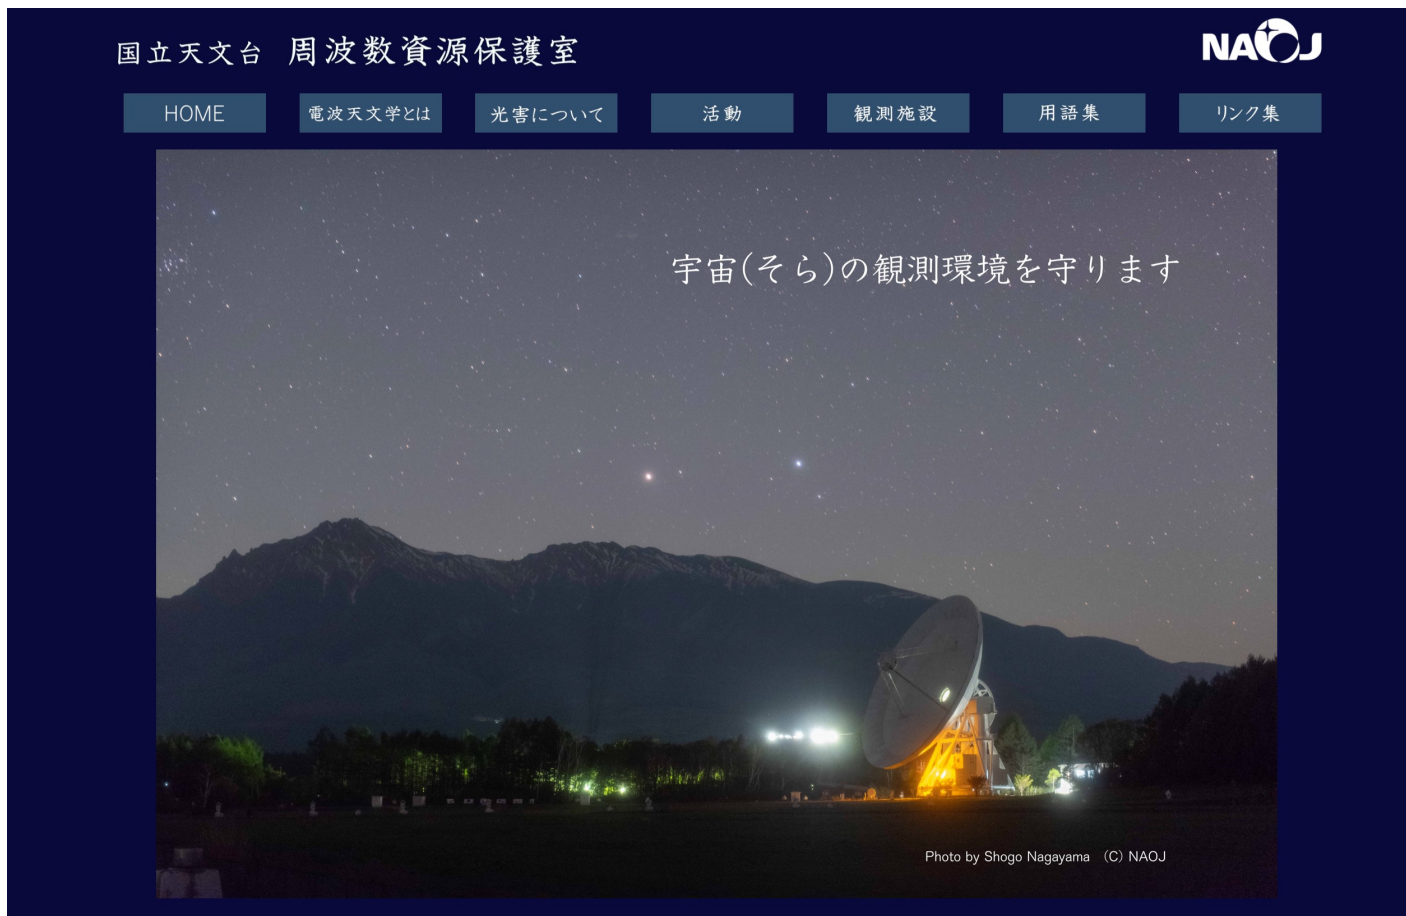 国立天文台 周波数資源保護室
NAOJ
HOME
電波天文学とは
光害について
活動
観測施設
用語集
リンク集
宇宙(そら)の観測環境を守ります
Photo by Shogo Nagayama (C) NAOJ